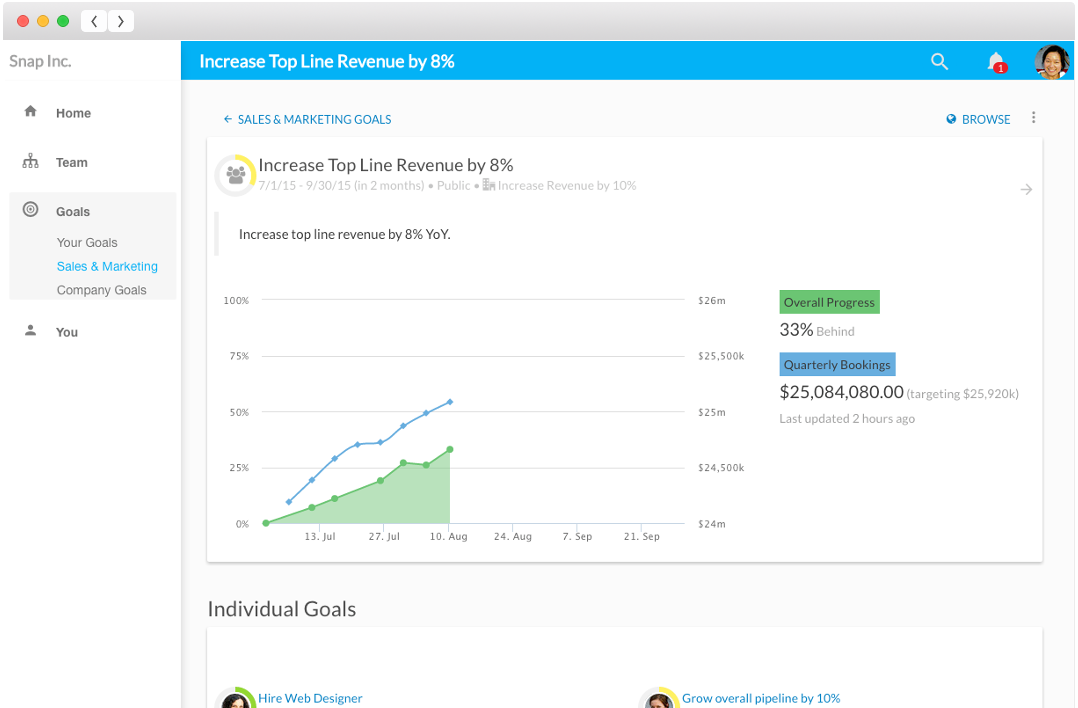 Snap Inc.
Increase Top Line Revenue by 8%
1
Home
Team
Goals
Your Goals
Sales & Marketing
Company Goals
You
← SALES & MARKETING GOALS
BROWSE
Increase Top Line Revenue by 8%
7/1/15 - 9/30/15 (in 2 months) • Public • Increase Revenue by 10%
Increase top line revenue by 8% YoY.
100% $26m
75% $25,500k
50% $25m
25% $24,500k
0% $24m
13. Jul 27. Jul 10. Aug 24. Aug 7. Sep 21. Sep
Overall Progress
33% Behind
Quarterly Bookings
$25,084,080.00 (targeting $25,920k)
Last updated 2 hours ago
Individual Goals
Hire Web Designer
Grow overall pipeline by 10%